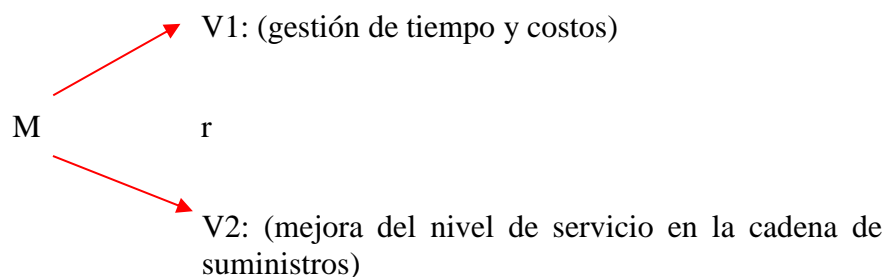 V1: (gestión de tiempo y costos)
M r
V2: (mejora del nivel de servicio en la cadena de
suministros)